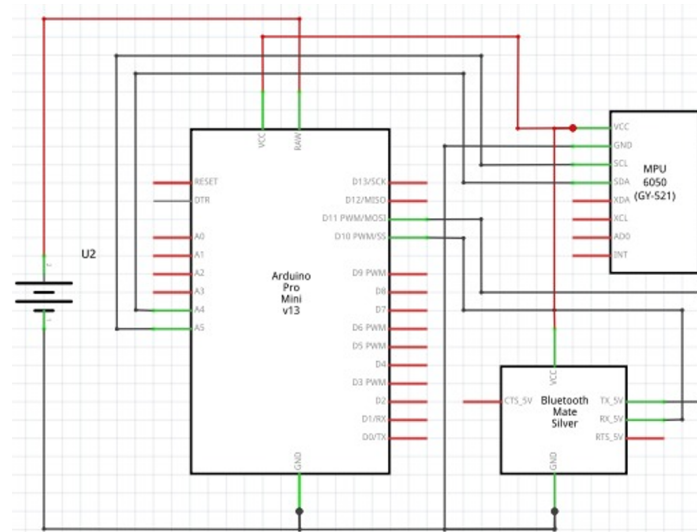 VCC
RAW
VCC
GND
SCL
SDA
XDA
XCL
AD0
INT
MPU
6050
(GY-521)
RESET
DTR
A0
A1
A2
A3
A4
A5
D13/SCK
D12/MISO
D11 PWM/MOSI
D10 PWM/SS
D9 PWM
D8
D7
D6 PWM
D5 PWM
D4
D3 PWM
D2
D1/RX
D0/TX
Arduino
Pro
Mini
v13
GND
U2
VCC
CTS_5V
Bluetooth
Mate
Silver
TX_5V
RX_5V
RTS_5V
GND